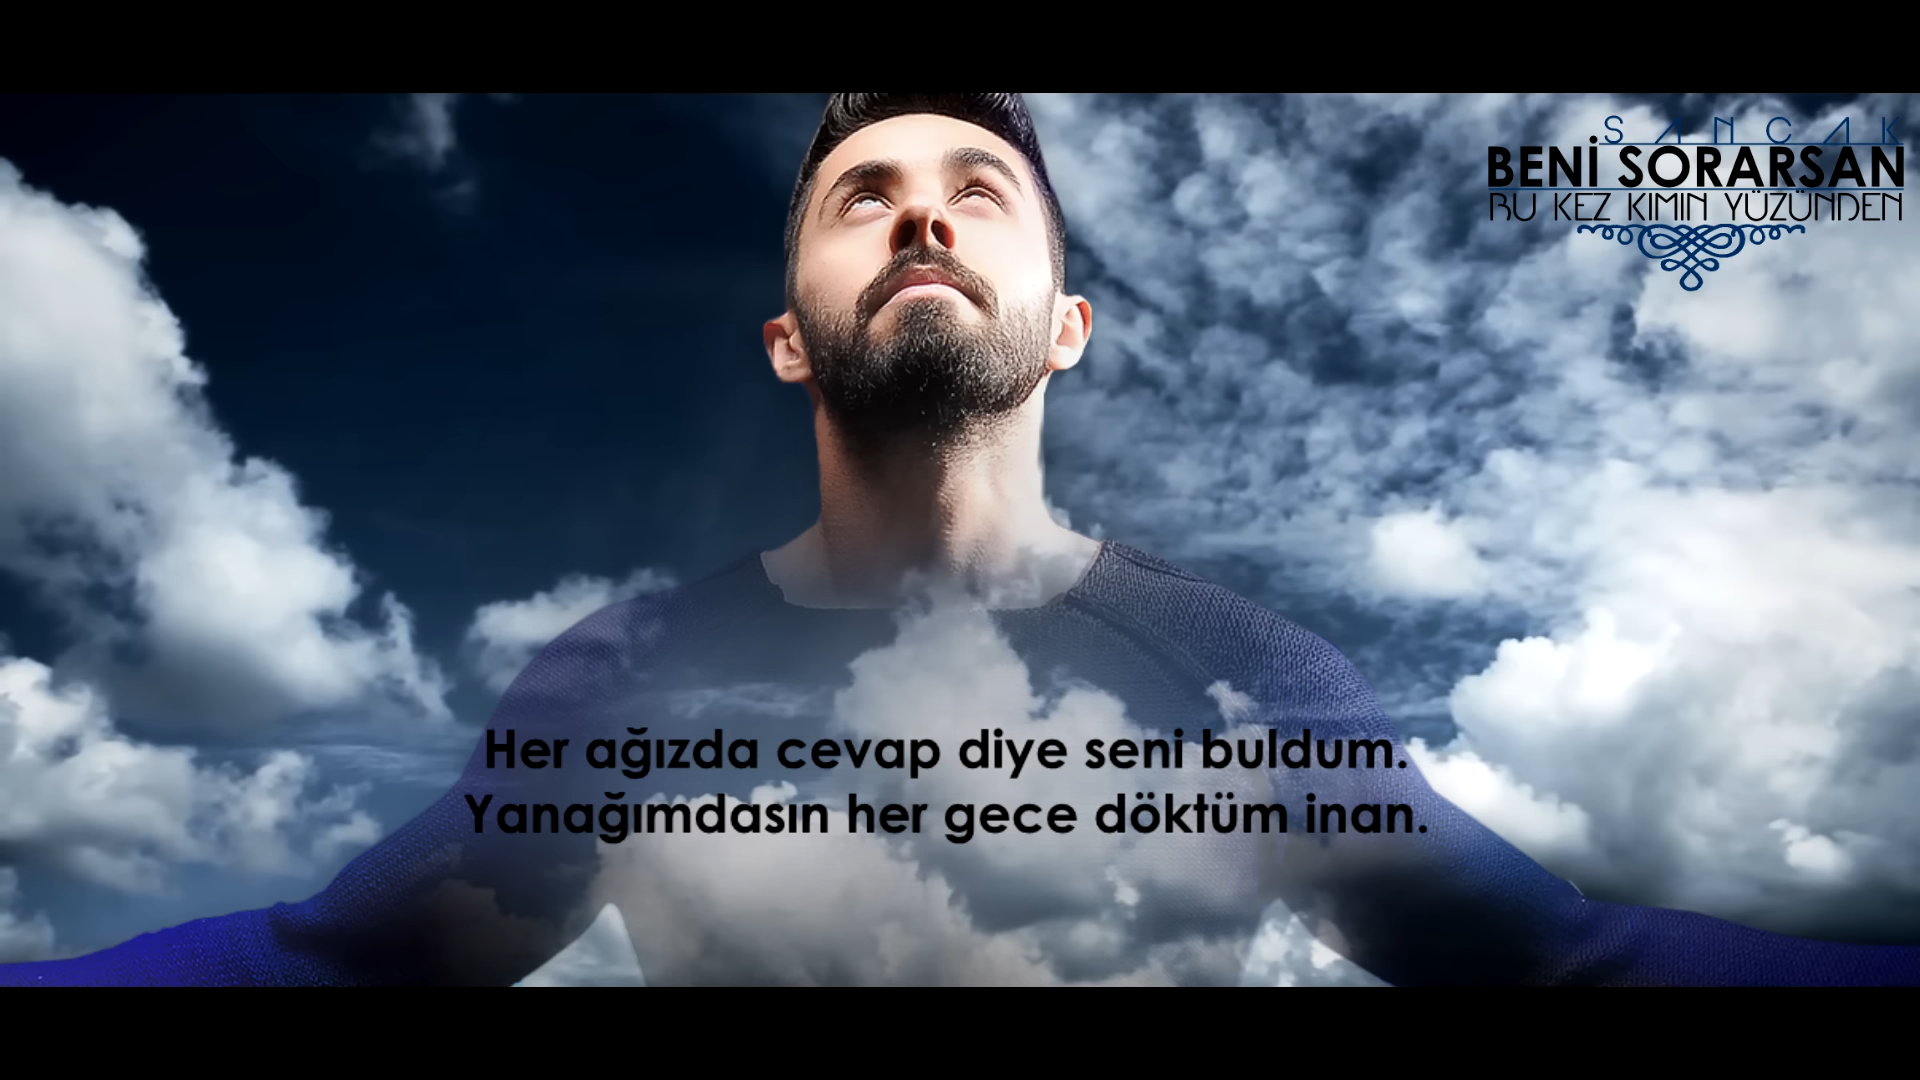 SANCAK
BENİ SORARSAN
BU KEZ KIMIN YÜZÜNDEN
Her ağızda cevap diye seni buldum.
Yanağımdasın her gece döktüm inan.